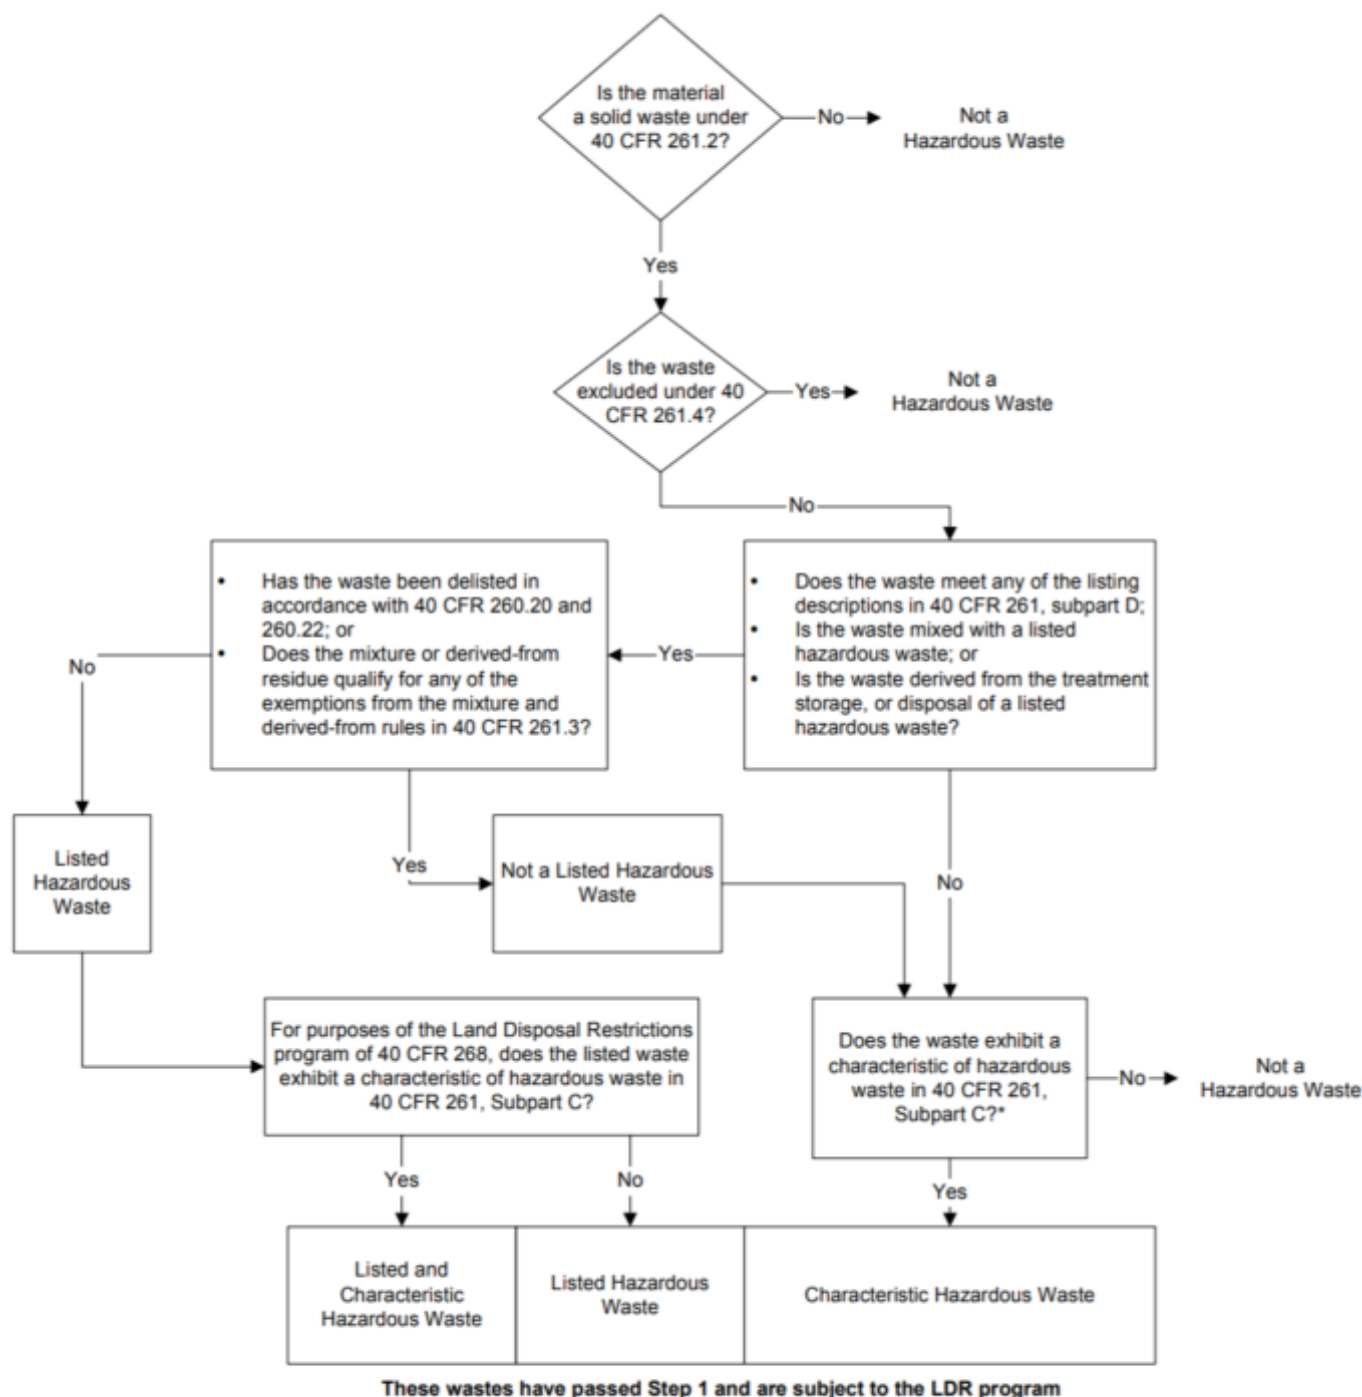 Is the material
a solid waste under
40 CFR 261.2?
No
Not a
Hazardous Waste
Yes
Is the waste
excluded under 40
CFR 261.4?
Yes
Not a
Hazardous Waste
No
• Does the waste meet any of the listing
descriptions in 40 CFR 261, subpart D;
• Is the waste mixed with a listed
hazardous waste; or
• Is the waste derived from the treatment
storage, or disposal of a listed
hazardous waste?
Yes
• Has the waste been delisted in
accordance with 40 CFR 260.20 and
260.22; or
• Does the mixture or derived-from
residue qualify for any of the
exemptions from the mixture and
derived-from rules in 40 CFR 261.3?
No
Listed
Hazardous
Waste
Yes
Not a Listed Hazardous
Waste
No
For purposes of the Land Disposal Restrictions
program of 40 CFR 268, does the listed waste
exhibit a characteristic of hazardous waste in
40 CFR 261, Subpart C?
Does the waste exhibit a
characteristic of hazardous
waste in 40 CFR 261,
Subpart C?*
No
Not a
Hazardous Waste
Yes
No
Yes
Listed and
Characteristic
Hazardous Waste
Listed Hazardous
Waste
Characteristic Hazardous Waste
These wastes have passed Step 1 and are subject to the LDR program